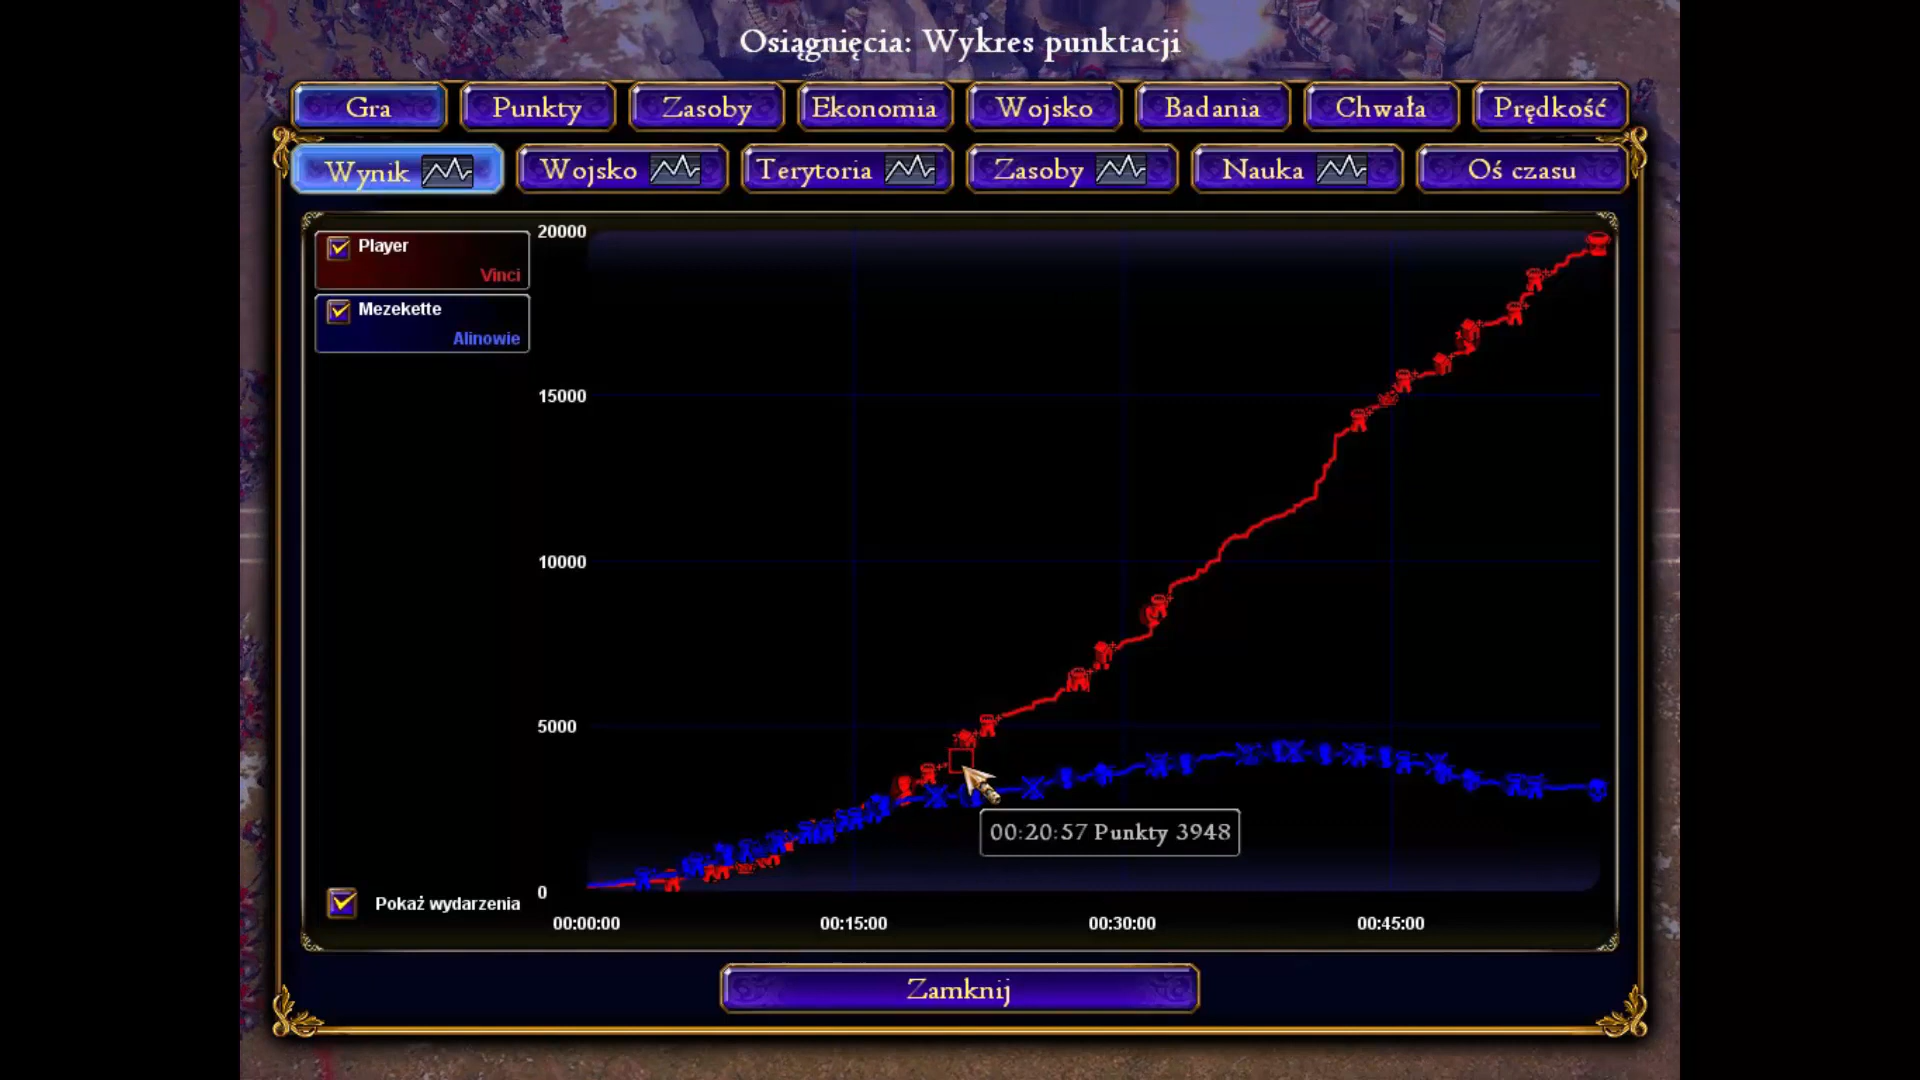 Osiągnięcia: Wykres punktacji
Gra
Punkty
Zasoby
Ekonomia
Wojsko
Badania
Chwała
Prędkość
Wynik
Wojsko
Terytoria
Zasoby
Nauka
Oś czasu
Player
Vinci
Mezekette
Alinowie
20000
15000
10000
5000
0
00:20:57 Punkty 3948
Pokaż wydarzenia
00:00:00
00:15:00
00:30:00
00:45:00
Zamknij